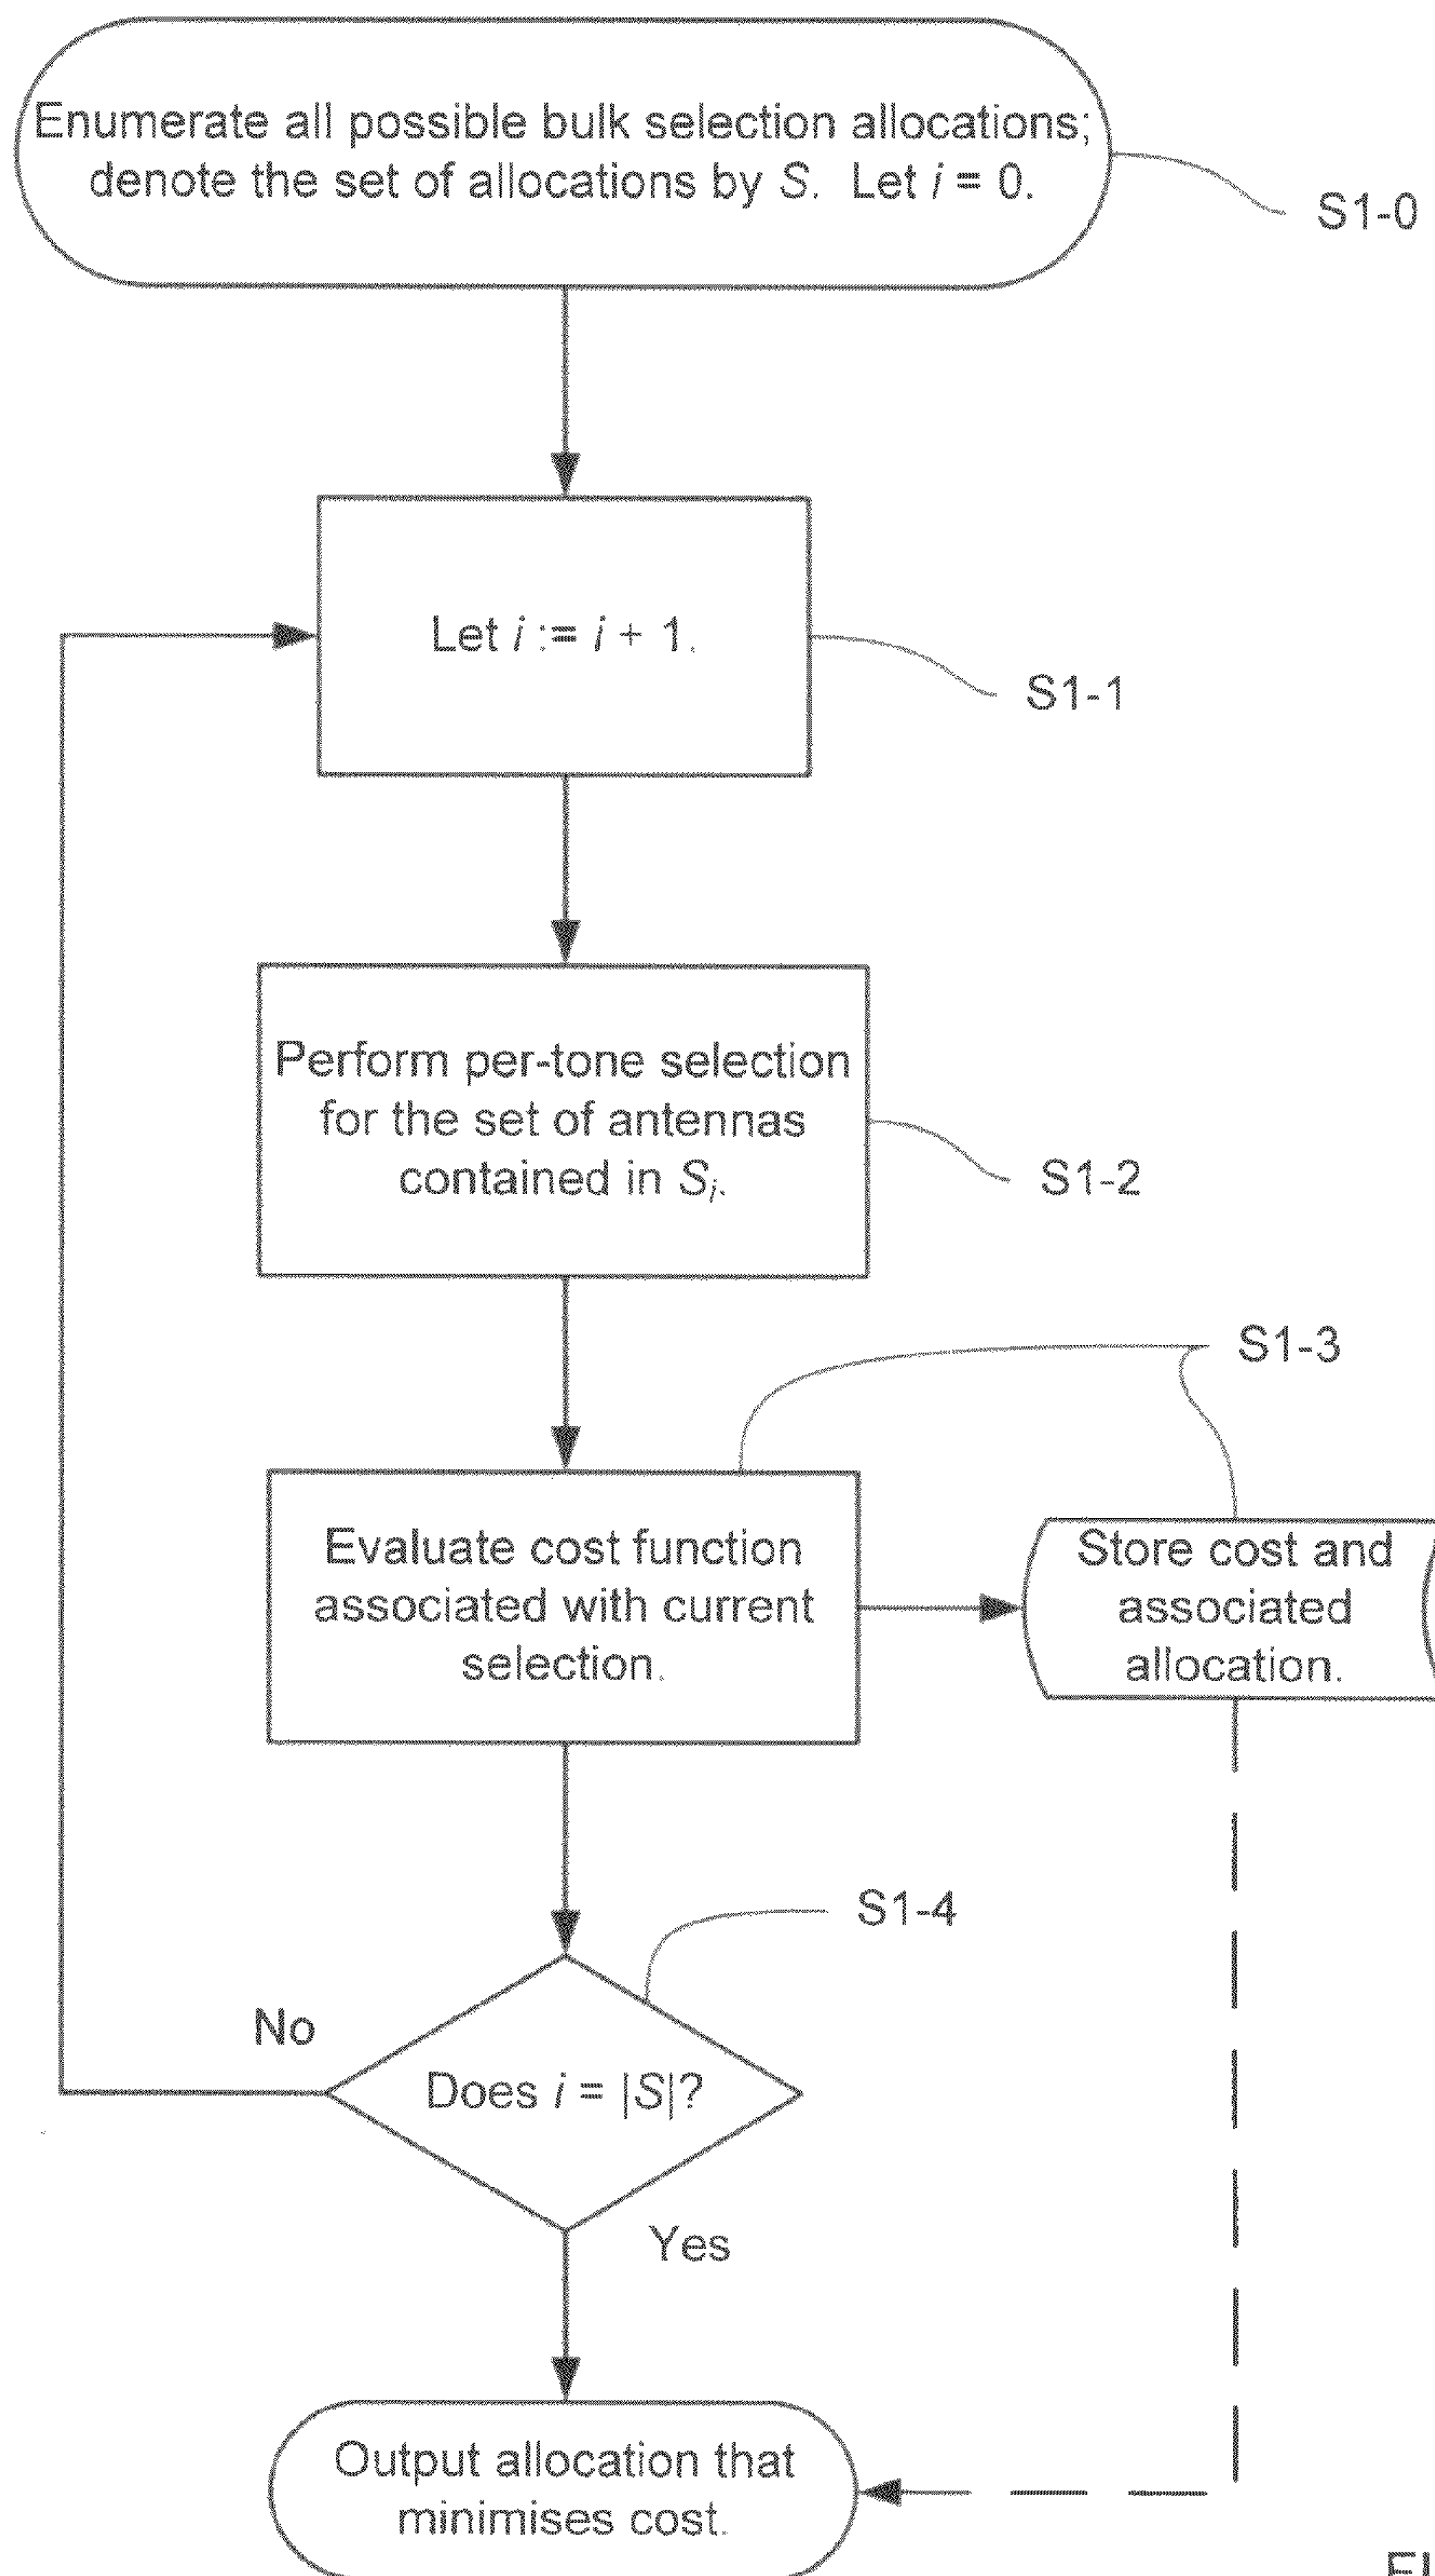 Enumerate all possible bulk selection allocations;
denote the set of allocations by S. Let i = 0.
S1-0
Let i := i + 1.
S1-1
Perform per-tone selection
for the set of antennas
contained in Si.
S1-2
S1-3
Evaluate cost function
associated with current
selection.
Store cost and
associated
allocation.
S1-4
No
Does i = |S|?
Yes
Output allocation that
minimises cost.